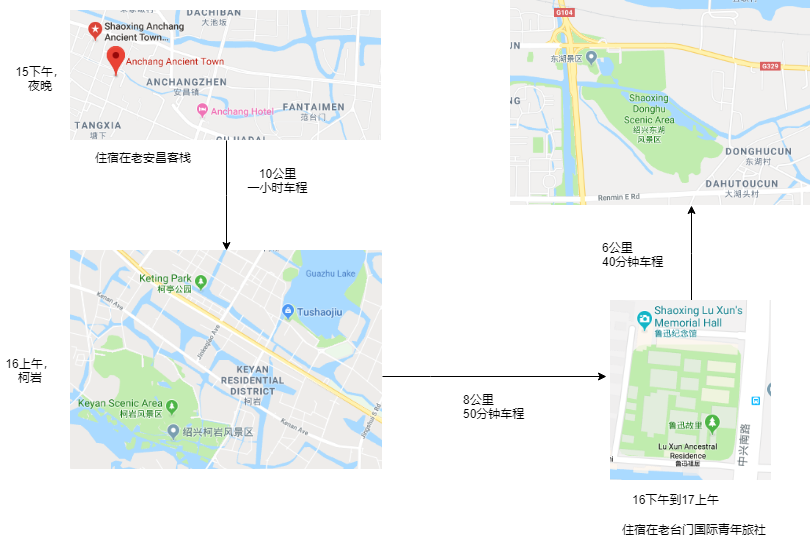 DACHIBAN
大池坂
Shaoxing Anchang
Ancient Town...
Anchang Ancient Town
ANCHANGZHEN
安昌镇
Anchang Hotel
FANTAIMEN
范台门
TANGXIA
塘下
15下午，
夜晚
住宿在老安昌客栈
10公里
一小时车程
G104
G329
东湖景区
Shaoxing
Donghu
Scenic Area
绍兴东湖
风景区
DONGHUCUN
东湖村
DAHUTOUCUN
大湖头村
Renmin E Rd
UN
NG
6公里
40分钟车程
16上午，
柯岩
Keting Park
柯亭公园
Guazhu Lake
Tushaojiu
Kenan Ave
KEYAN
RESIDENTIAL
DISTRICT
柯岩
Keyan Scenic Area
柯岩风景区
绍兴柯岩风景区
Kenan Ave
8公里
50分钟车程
Shaoxing Lu Xun's
Memorial Hall
鲁迅纪念馆
鲁迅故里
Lu Xun Ancestral
Residence
鲁迅祖居
中兴南路
16下午到17上午
住宿在老台门国际青年旅社